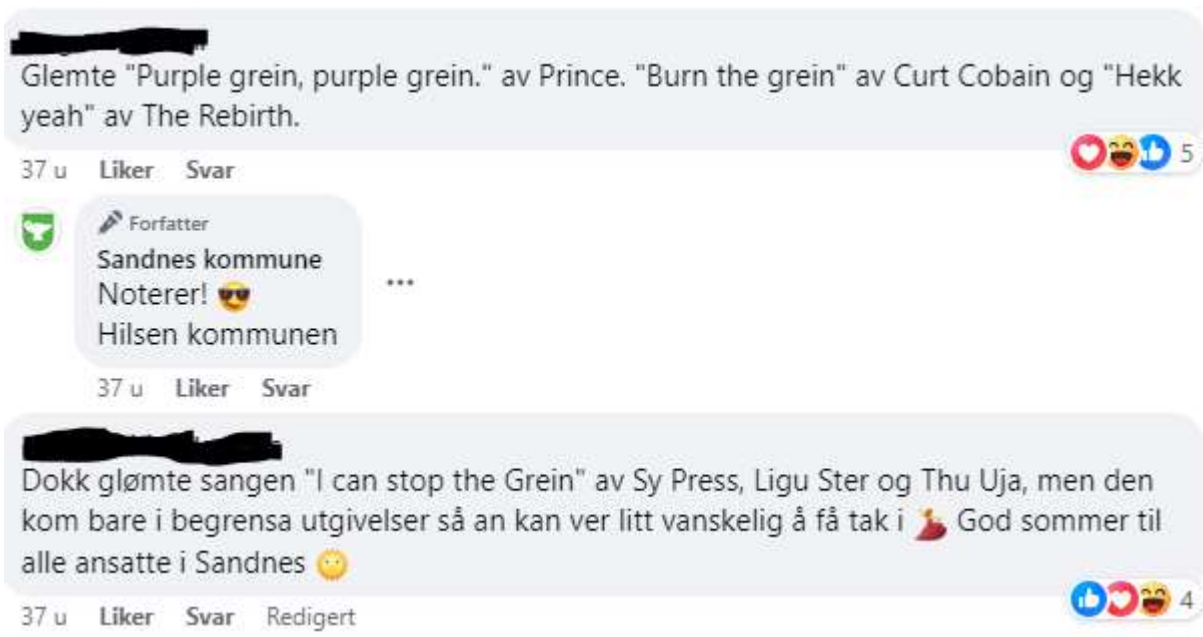 Glemte "Purple grein, purple grein." av Prince. "Burn the grein" av Curt Cobain og "Hekk
yeah" av The Rebirth.
5
37 u Liker Svar
Forfatter
Sandnes kommune
Noterer! 😎
Hilsen kommunen
37 u Liker Svar
Dokk glømte sangen "I can stop the Grein" av Sy Press, Ligu Ster og Thu Uja, men den
kom bare i begrensa utgivelser så an kan ver litt vanskelig å få tak i 💃 God sommer til
alle ansatte i Sandnes 🌞
4
37 u Liker Svar Redigert